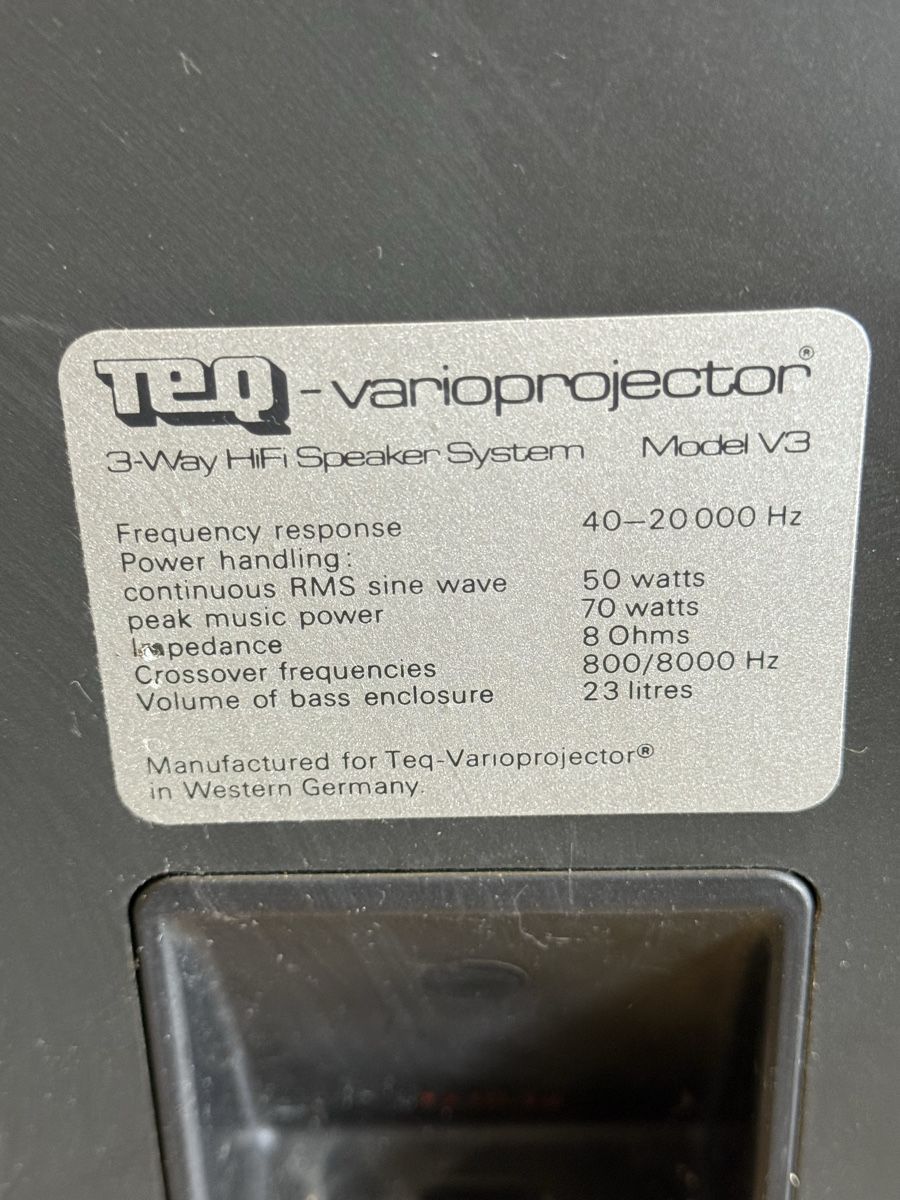 TEQ-varioprojector®
3-Way HiFi Speaker System Model V3
Frequency response 40–20 000 Hz
Power handling:
continuous RMS sine wave 50 watts
peak music power 70 watts
Impedance 8 Ohms
Crossover frequencies 800/8000 Hz
Volume of bass enclosure 23 litres
Manufactured for Teq-Varioprojector®
in Western Germany.